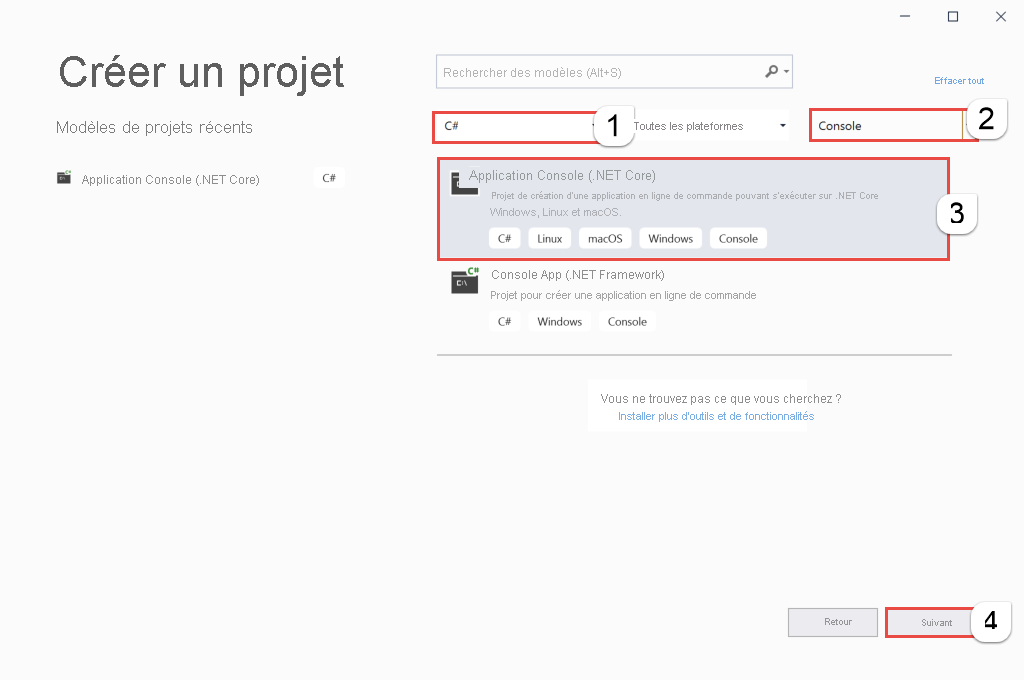 Créer un projet
Rechercher des modèles (Alt+S)
Effacer tout
Modèles de projets récents
C#
1
Toutes les plateformes
Console
2
Application Console (.NET Core)
C#
Application Console (.NET Core)
Projet de création d'une application en ligne de commande pouvant s'exécuter sur .NET Core
Windows, Linux et macOS.
C# Linux macOS Windows Console
3
C#
C:\
Console App (.NET Framework)
Projet pour créer une application en ligne de commande
C# Windows Console
Vous ne trouvez pas ce que vous cherchez ?
Installer plus d'outils et de fonctionnalités
Retour
Suivant
4